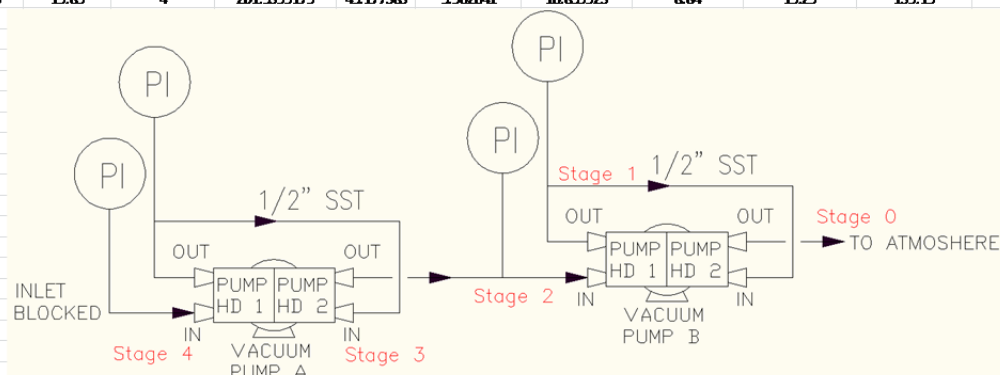 PI
PI
PI
PI
1/2" SST
1/2" SST
Stage 1
OUT
OUT
Stage 0
TO ATMOSHERE
OUT
OUT
PUMP
HD 1
PUMP
HD 2
PUMP
HD 1
PUMP
HD 2
INLET
BLOCKED
Stage 2
IN
IN
VACUUM
PUMP B
IN
IN
Stage 4
Stage 3
VACUUM
PUMP A